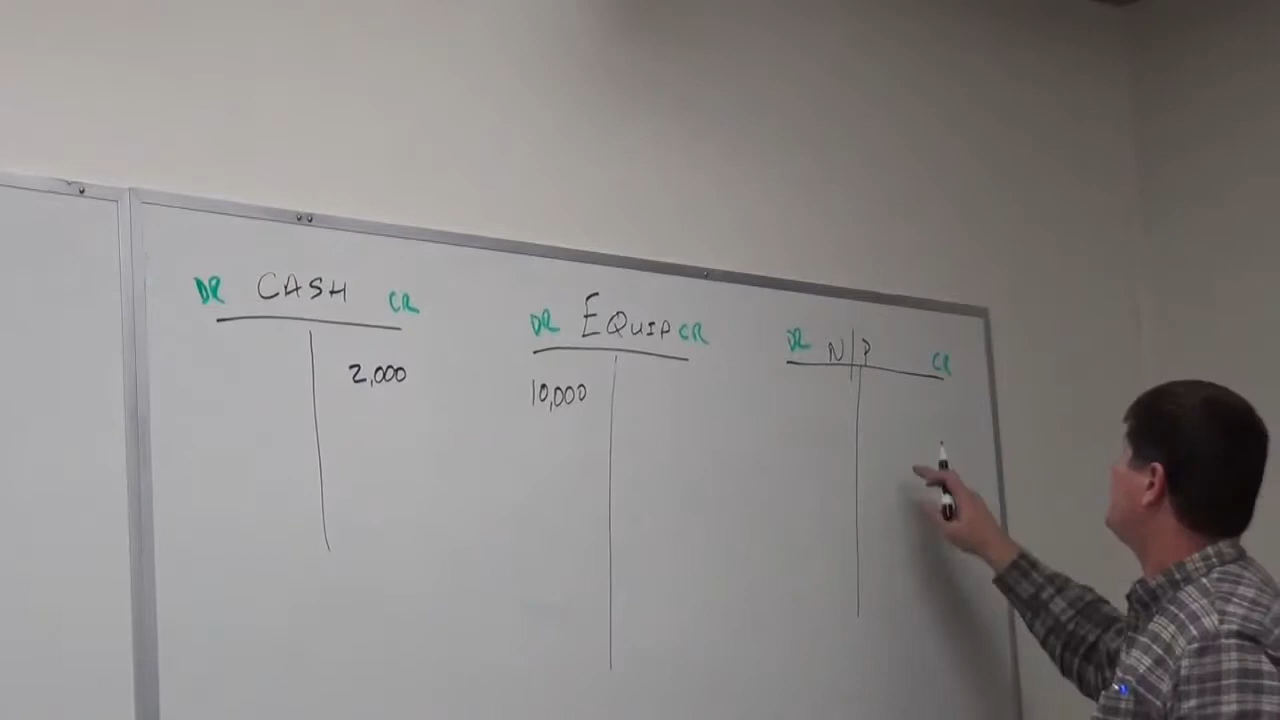 DR CASH CR
2,000
DR EQUIP CR
10,000
DR N/P CR